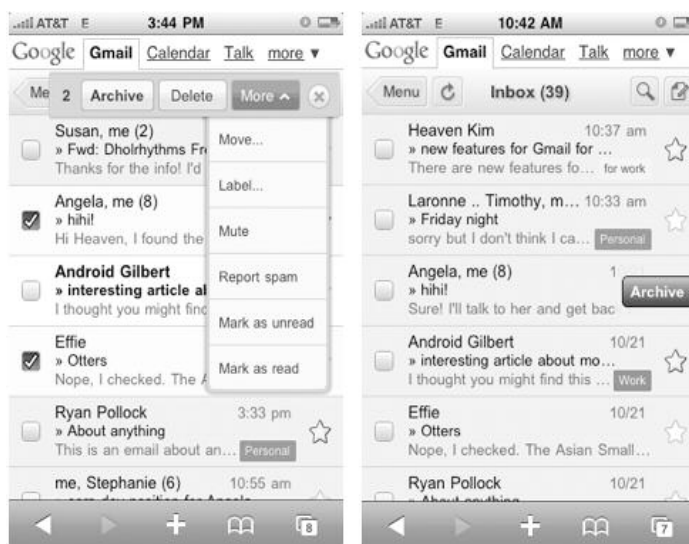 AT&T E 3:44 PM
Google Gmail Calendar Talk more ▼
Me 2 Archive Delete More
Susan, me (2)
» Fwd: Dholrhythms Fr
Thanks for the info! I'd
Angela, me (8)
» hihi!
Hi Heaven, I found the
Android Gilbert
» interesting article a
I thought you might fin
Effie
» Otters
Nope, I checked. The
Move...
Label...
Mute
Report spam
Mark as unread
Mark as read
Ryan Pollock 3:33 pm
» About anything
This is an email about an... Personal
me, Stephanie (6) 10:55 am
8
AT&T E 10:42 AM
Google Gmail Calendar Talk more ▼
Menu Inbox (39)
Heaven Kim 10:37 am
» new features for Gmail for ...
There are new features fo... for work
Laronne .. Timothy, m... 10:33 am
» Friday night
sorry but I don't think I ca... Personal
Angela, me (8) 1
» hihi! Archive
Sure! I'll talk to her and get bac
Android Gilbert 10/21
» interesting article about mo...
I thought you might find this ... Work
Effie 10/21
» Otters
Nope, I checked. The Asian Small...
Ryan Pollock 10/21
» About anything
7